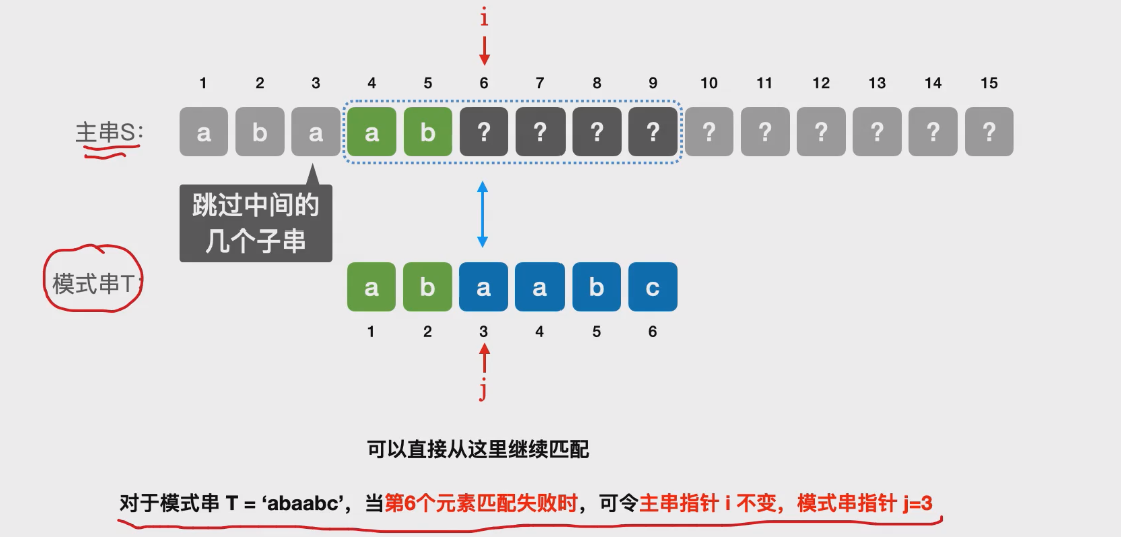 i
1 2 3 4 5 6 7 8 9 10 11 12 13 14 15
主串S: a b a a b ? ? ? ? ? ? ? ? ? ?
跳过中间的
几个子串
模式串T: a b a a b c
1 2 3 4 5 6
j
可以直接从这里继续匹配
对于模式串 T = ‘abaabc’，当第6个元素匹配失败时，可令主串指针 i 不变，模式串指针 j=3